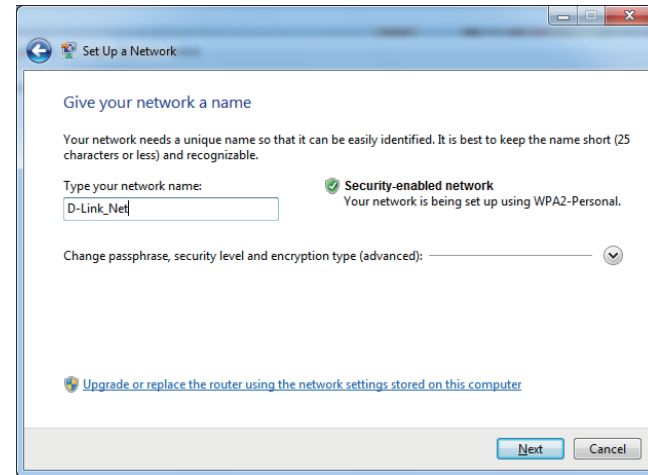 Set Up a Network
Give your network a name
Your network needs a unique name so that it can be easily identified. It is best to keep the name short (25
characters or less) and recognizable.
Type your network name:
D-Link_Net
Security-enabled network
Your network is being set up using WPA2-Personal.
Change passphrase, security level and encryption type (advanced):
Upgrade or replace the router using the network settings stored on this computer
Next
Cancel